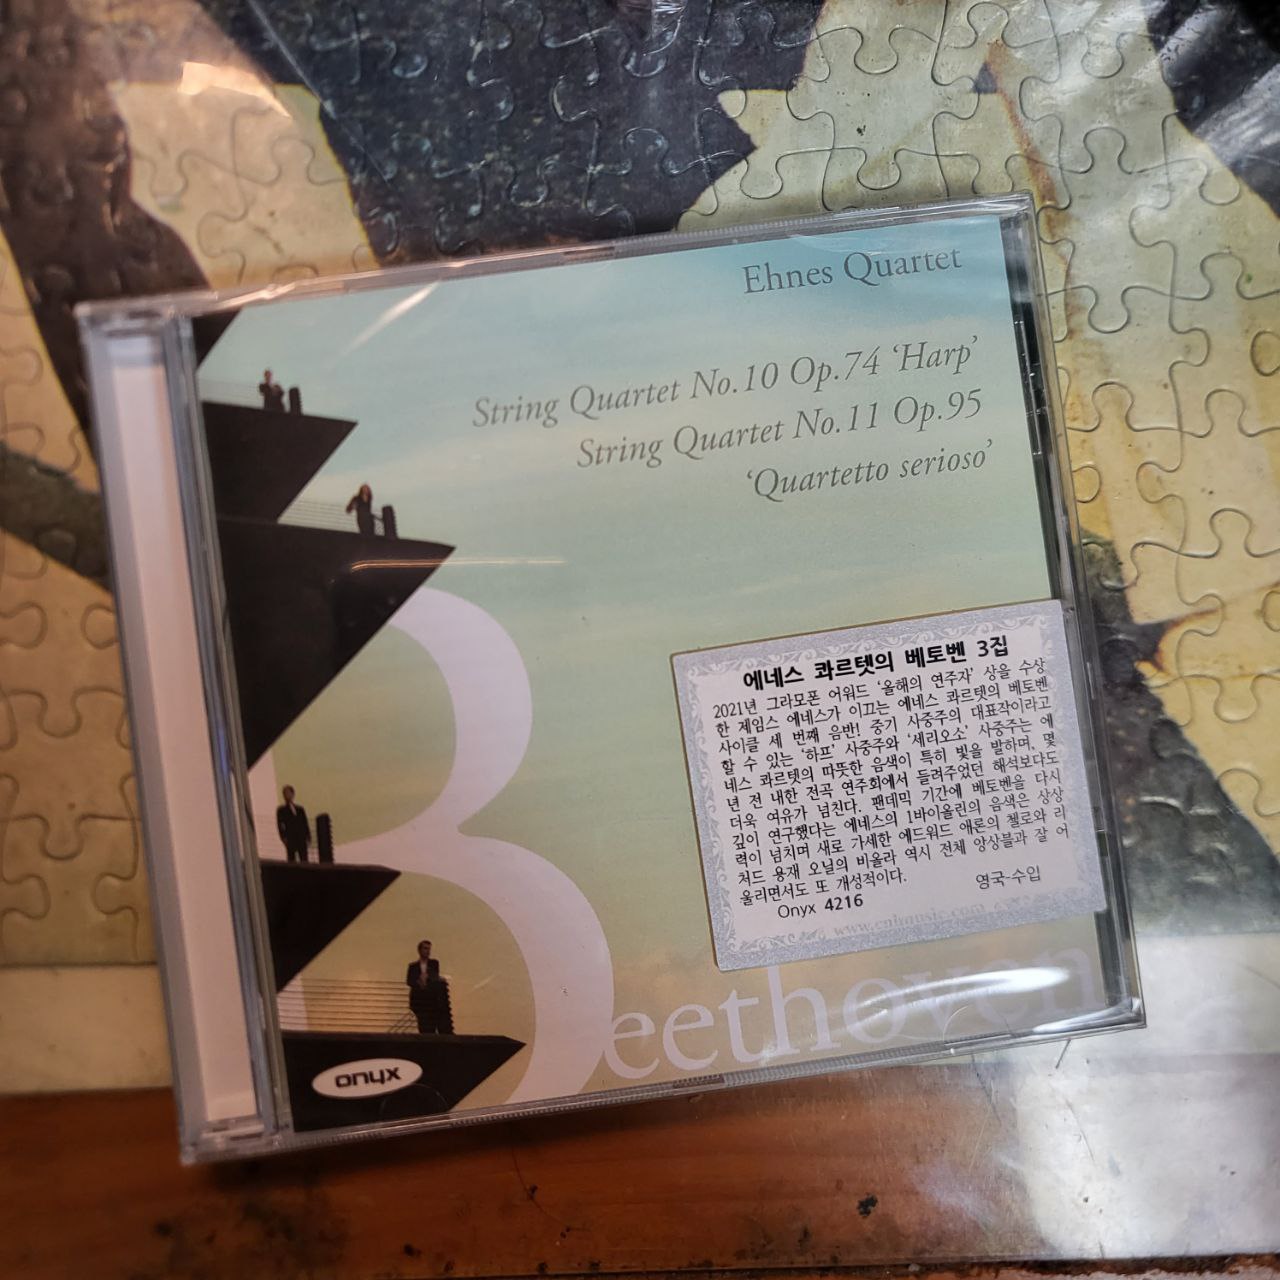 Ehnes Quartet
String Quartet No.10 Op.74 ‘Harp’
String Quartet No.11 Op.95
‘Quartetto serioso’
에네스 콰르텟의 베토벤 3집
2021년 그라모폰 어워드 ‘올해의 연주자’ 상을 수상
한 제임스 에네스가 이끄는 에네스 콰르텟의 베토벤
사이클 세 번째 음반! 중기 사중주의 대표작이라고
할 수 있는 ‘하프’ 사중주와 ‘세리오소’ 사중주는 에
네스 콰르텟의 따뜻한 음색이 특히 빛을 발하며, 몇
년 전 내한 전곡 연주회에서 들려주었던 해석보다도
더욱 여유가 넘친다. 팬데믹 기간에 베토벤을 다시
깊이 연구했다는 에네스의 1바이올린의 음색은 상상
력이 넘치며 새로 가세한 에드워드 애론의 첼로와 리
처드 용재 오닐의 비올라 역시 전체 앙상블과 잘 어
울리면서도 또 개성적이다.
영국·수입
Onyx 4216
www.cnlmusic.com
Beethoven
onyx